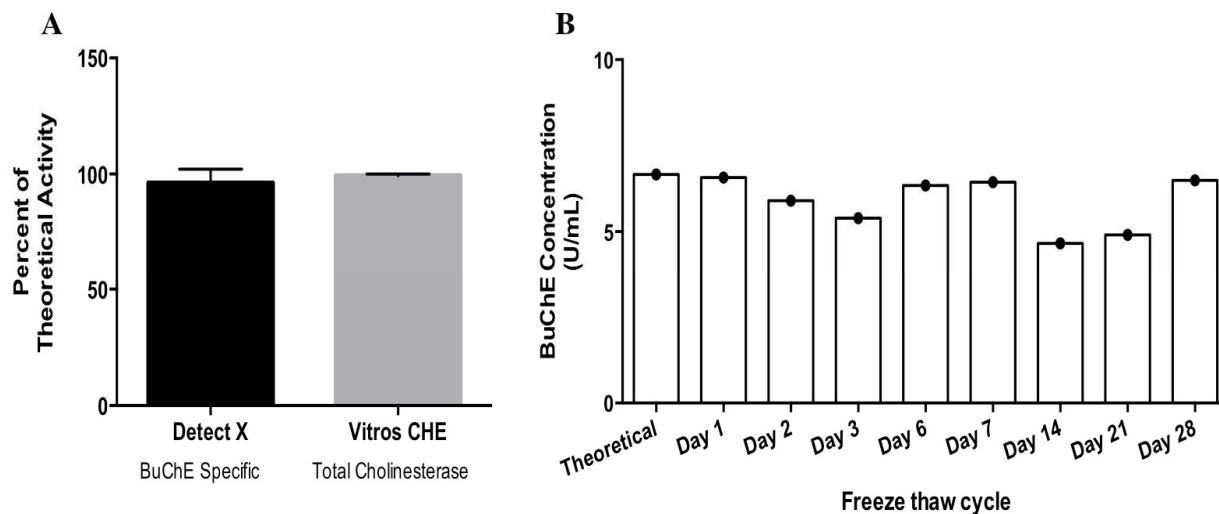 A
Percent of
Theoretical Activity
150
100
50
0
Detect X
Vitros CHE
BuChE Specific
Total Cholinesterase
B
BuChE Concentration
(U/mL)
10
5
0
Theoretical
Day 1
Day 2
Day 3
Day 6
Day 7
Day 14
Day 21
Day 28
Freeze thaw cycle